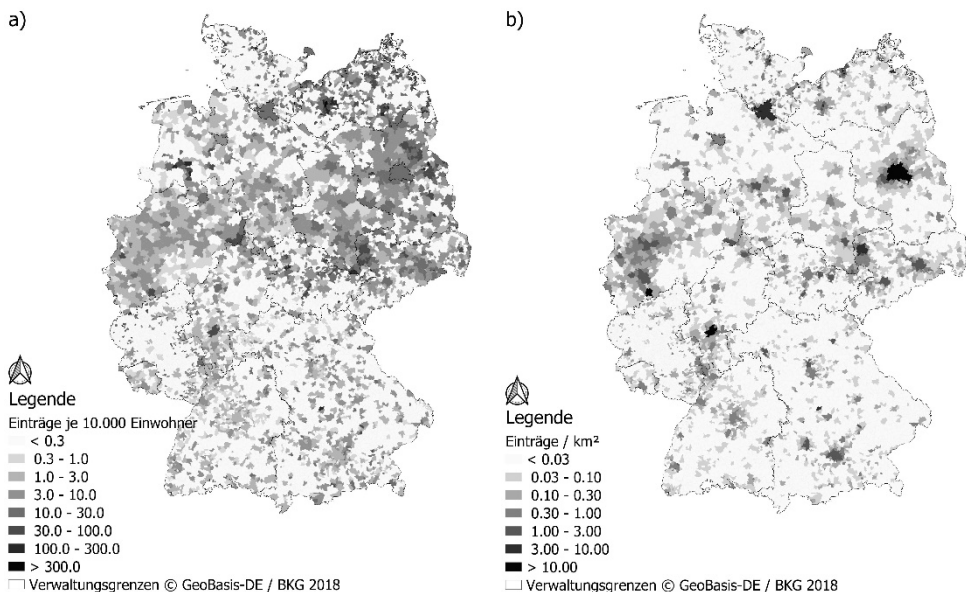 a)
Legende
Einträge je 10.000 Einwohner
< 0.3
0.3 - 1.0
1.0 - 3.0
3.0 - 10.0
10.0 - 30.0
30.0 - 100.0
100.0 - 300.0
> 300.0
Verwaltungsgrenzen © GeoBasis-DE / BKG 2018
b)
Legende
Einträge / km²
< 0.03
0.03 - 0.10
0.10 - 0.30
0.30 - 1.00
1.00 - 3.00
3.00 - 10.00
> 10.00
Verwaltungsgrenzen © GeoBasis-DE / BKG 2018